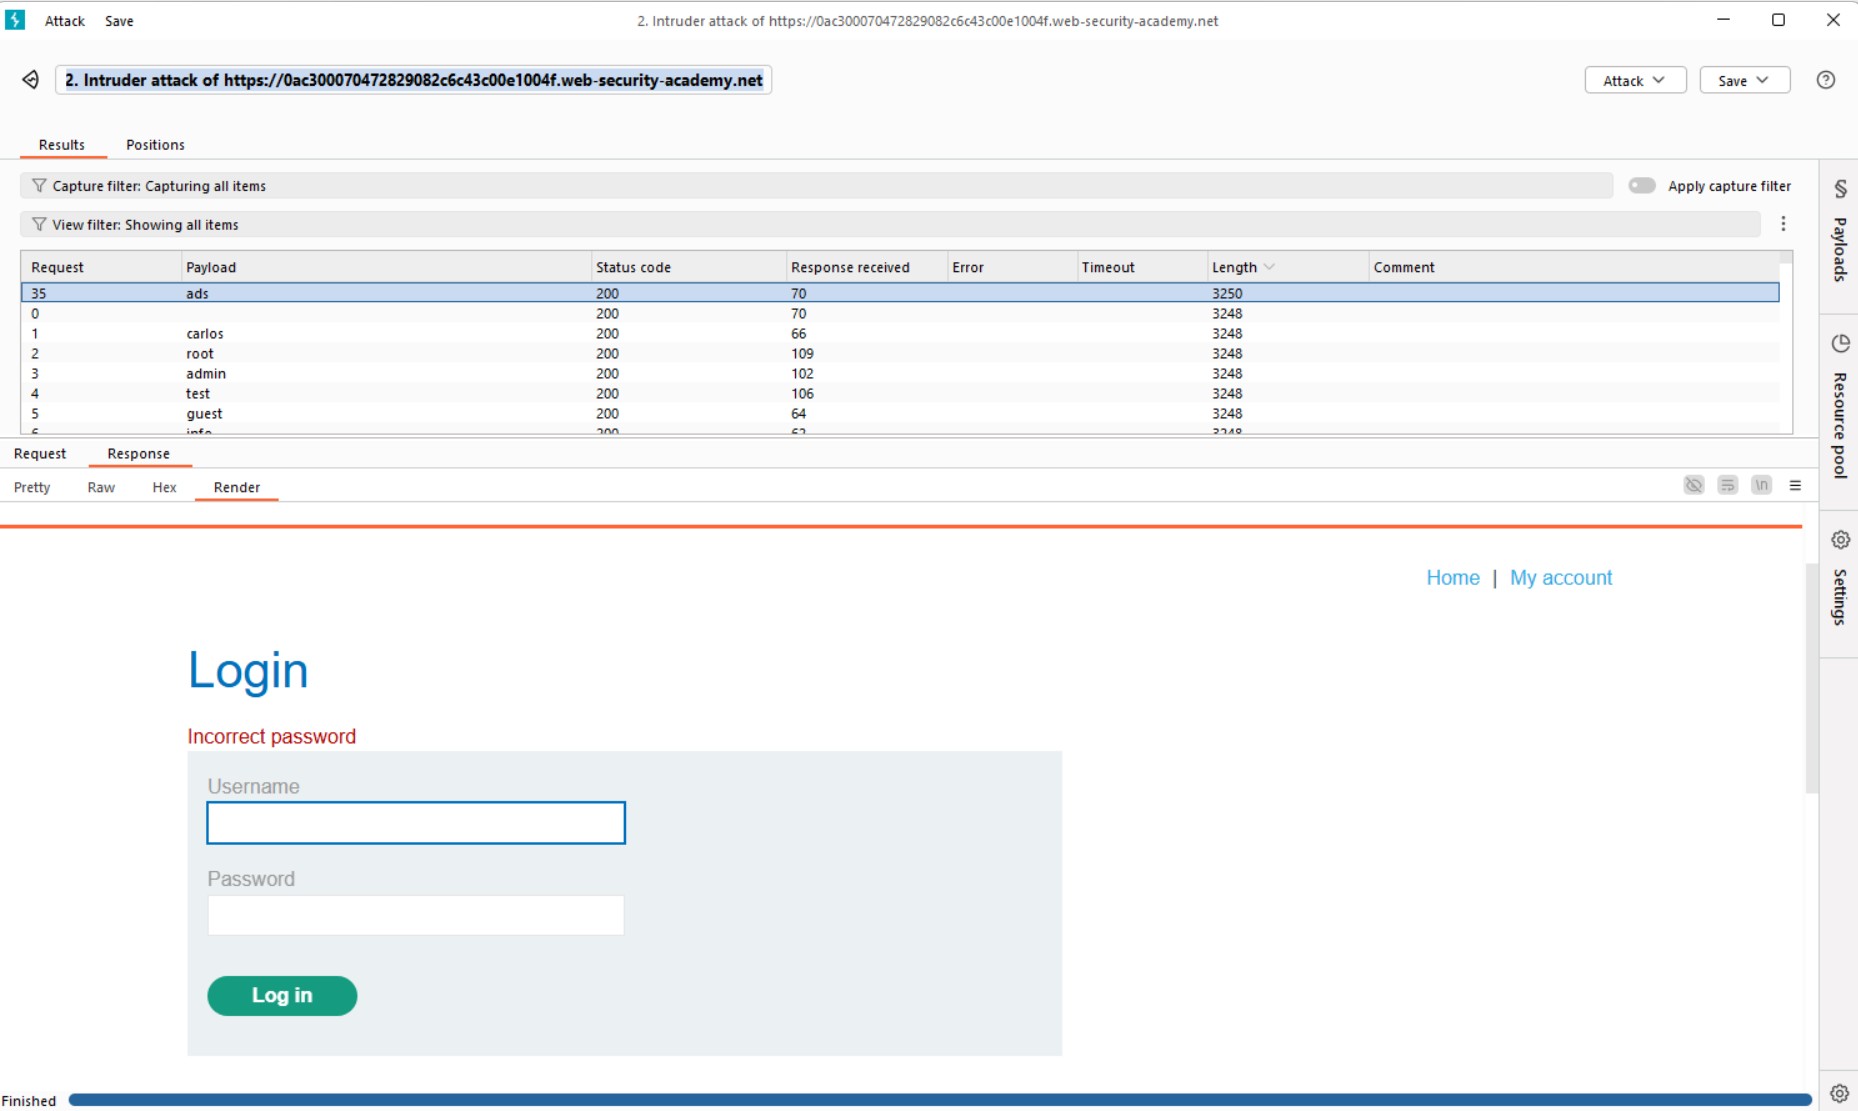 Attack Save 2. Intruder attack of https://0ac300070472829082c6c43c00e1004f.web-security-academy.net
2. Intruder attack of https://0ac300070472829082c6c43c00e1004f.web-security-academy.net Attack Save
Results Positions
Capture filter: Capturing all items Apply capture filter
View filter: Showing all items
Request Payload Status code Response received Error Timeout Length Comment
35 ads 200 70 3250
0 200 70 3248
1 carlos 200 66 3248
2 root 200 109 3248
3 admin 200 102 3248
4 test 200 106 3248
5 guest 200 64 3248
6 info 200 62 3248
Request Response
Pretty Raw Hex Render \n
Home | My account
Login
Incorrect password
Username
Password
Log in
Finished
Payloads
Resource pool
Settings